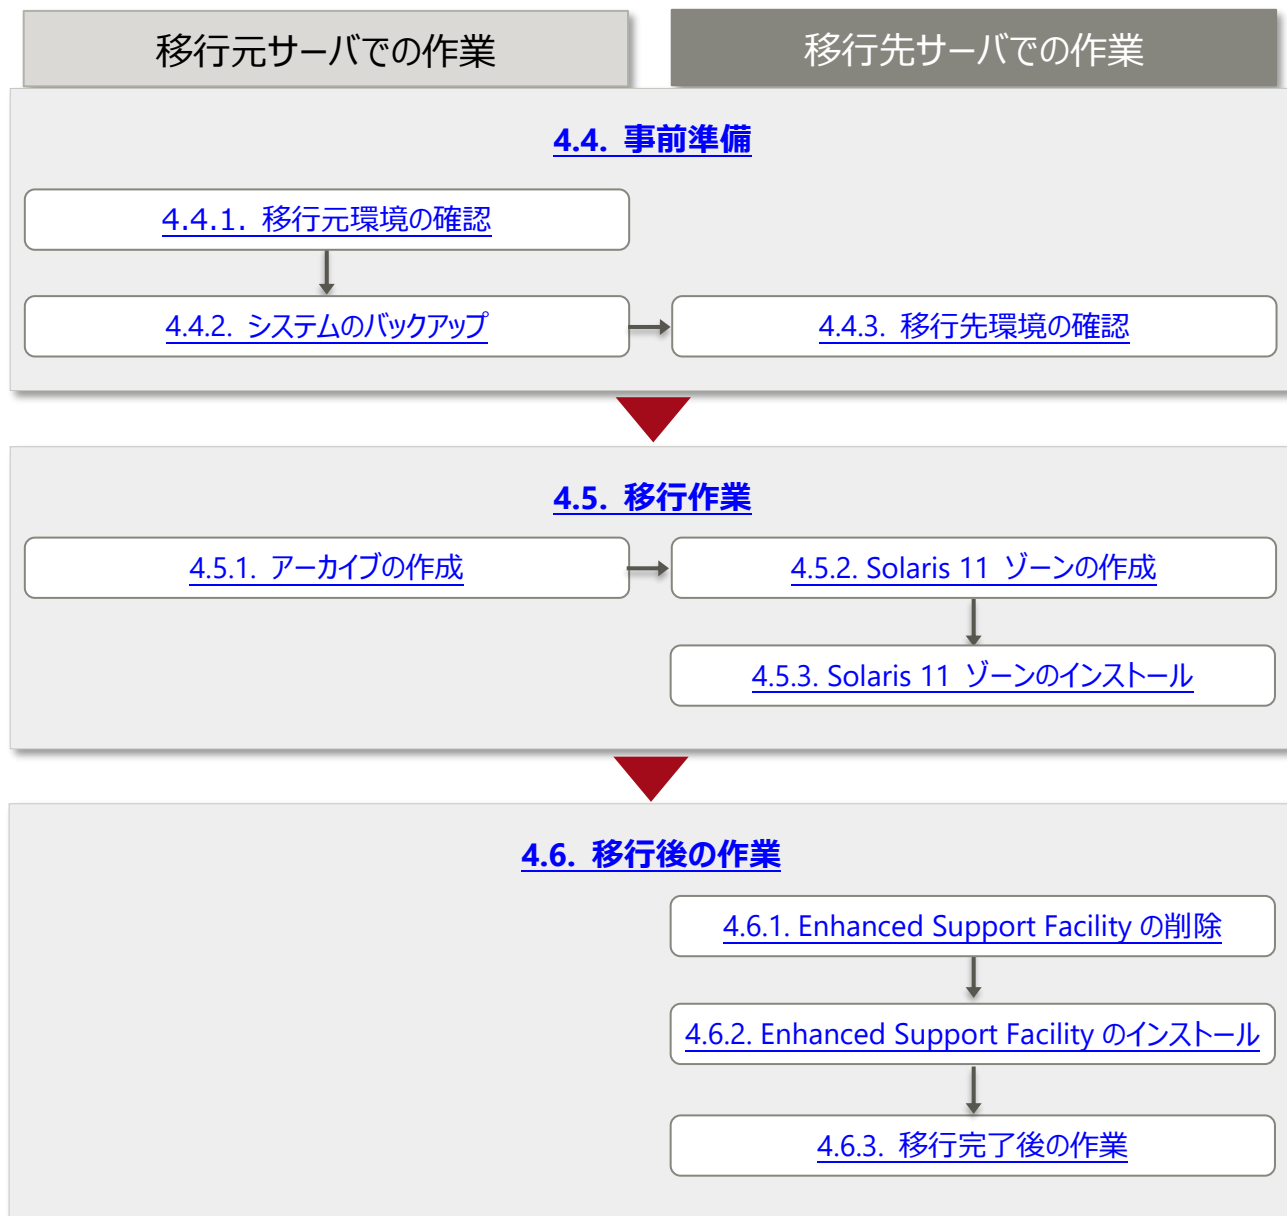 移行元サーバでの作業
移行先サーバでの作業
4.4. 事前準備
4.4.1. 移行元環境の確認
4.4.2. システムのバックアップ
4.4.3. 移行先環境の確認
4.5. 移行作業
4.5.1. アーカイブの作成
4.5.2. Solaris 11 ゾーンの作成
4.5.3. Solaris 11 ゾーンのインストール
4.6. 移行後の作業
4.6.1. Enhanced Support Facility の削除
4.6.2. Enhanced Support Facility のインストール
4.6.3. 移行完了後の作業